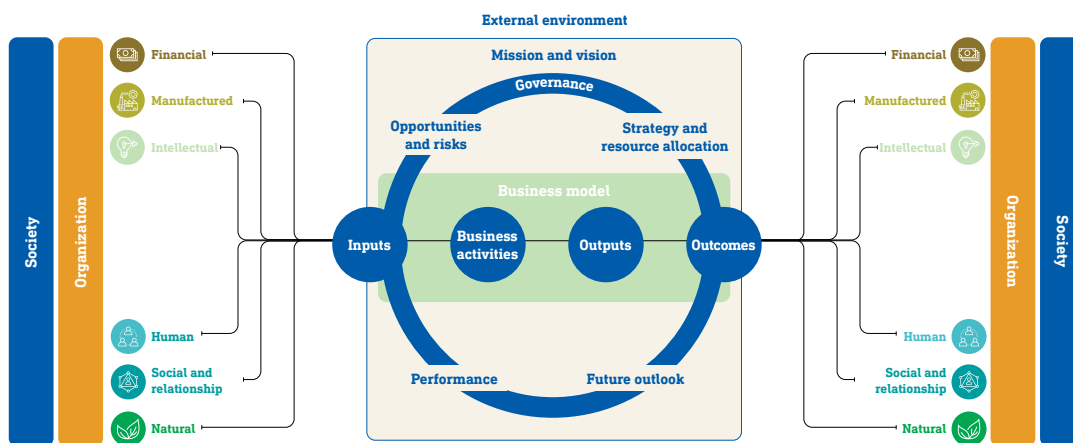 External environment
Society
Organization
Financial
Manufactured
Intellectual
Human
Social and
relationship
Natural
Mission and vision
Governance
Opportunities
and risks
Strategy and
resource allocation
Business model
Inputs
Business
activities
Outputs
Outcomes
Performance
Future outlook
Financial
Manufactured
Intellectual
Human
Social and
relationship
Natural
Organization
Society